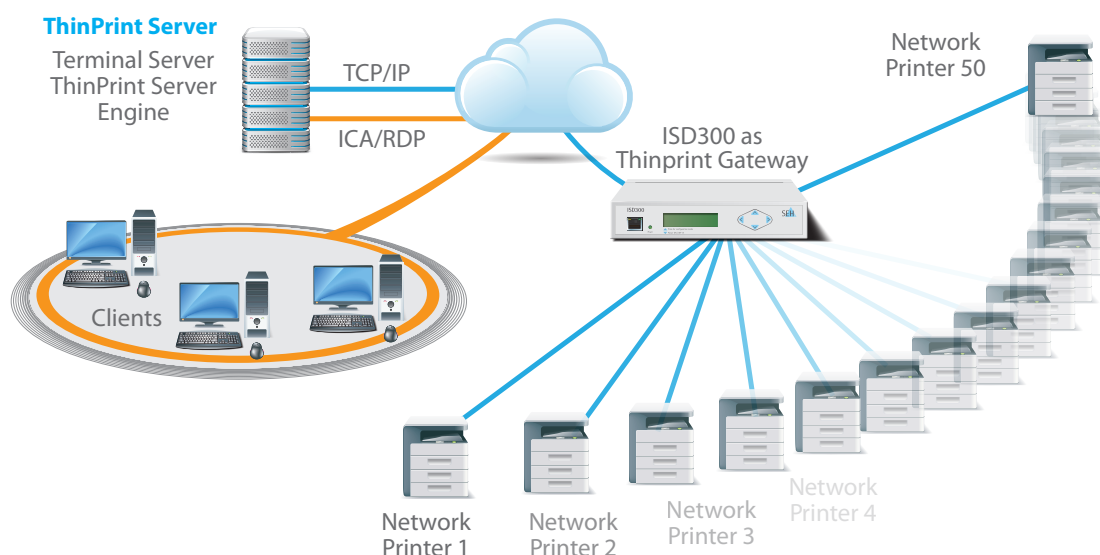 ThinPrint Server
Terminal Server
ThinPrint Server
Engine
TCP/IP
ICA/RDP
Clients
ISD300 as
Thinprint Gateway
ISD300
SEH
Network
Printer 50
Network
Printer 1
Network
Printer 2
Network
Printer 3
Network
Printer 4